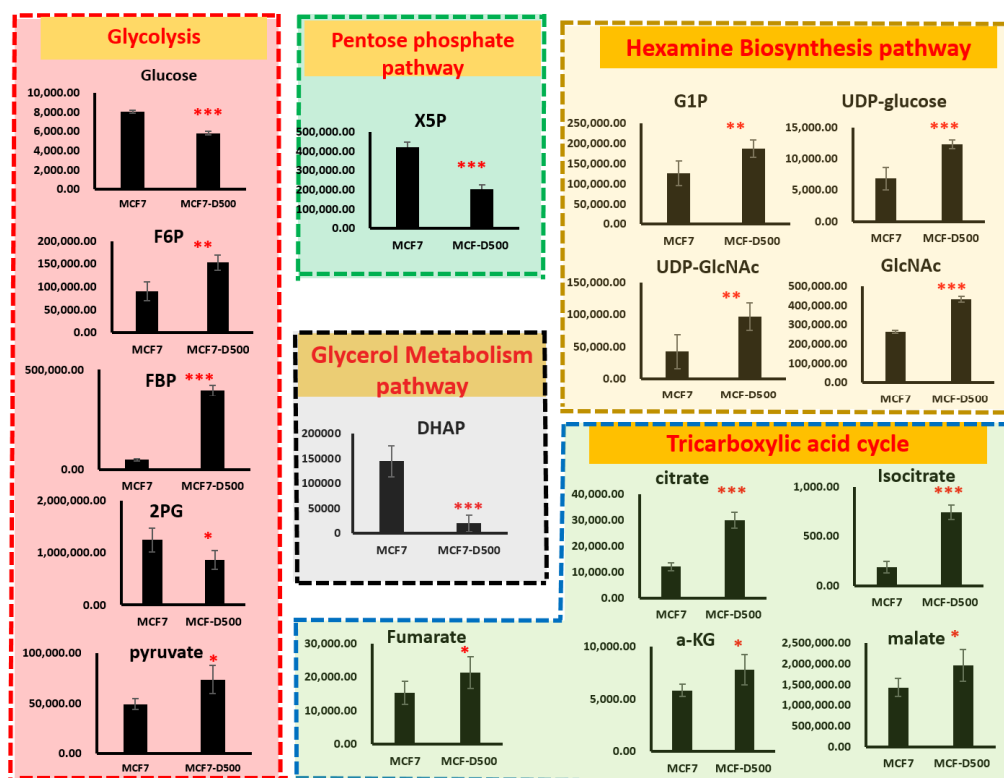 Glycolysis
Glucose
10,000.00
8,000.00
6,000.00
4,000.00
2,000.00
0.00
***
MCF7
MCF7-D500
F6P
200,000.00
150,000.00
100,000.00
50,000.00
0.00
**
MCF7
MCF7-D500
FBP
500,000.00
0.00
***
MCF7
MCF7-D500
2PG
2,000,000.00
1,000,000.00
0.00
*
MCF7
MCF-D500
pyruvate
100,000.00
50,000.00
0.00
*
MCF7
MCF7-D500
Pentose phosphate
pathway
X5P
500,000.00
400,000.00
300,000.00
200,000.00
100,000.00
0.00
***
MCF7
MCF-D500
Glycerol Metabolism
pathway
DHAP
200000
150000
100000
50000
0
***
MCF7
MCF7-D500
Hexamine Biosynthesis pathway
G1P
250,000.00
200,000.00
150,000.00
100,000.00
50,000.00
0.00
**
MCF7
MCF-D500
UDP-glucose
15,000.00
10,000.00
5,000.00
0.00
***
MCF7
MCF-D500
UDP-GlcNAc
150,000.00
100,000.00
50,000.00
0.00
**
MCF7
MCF-D500
GlcNAc
500,000.00
400,000.00
300,000.00
200,000.00
100,000.00
0.00
***
MCF7
MCF-D500
Tricarboxylic acid cycle
citrate
40,000.00
30,000.00
20,000.00
10,000.00
0.00
***
MCF7
MCF-D500
Isocitrate
1,000.00
500.00
0.00
***
MCF7
MCF-D500
Fumarate
30,000.00
20,000.00
10,000.00
0.00
*
MCF7
MCF-D500
a-KG
10,000.00
5,000.00
0.00
*
MCF7
MCF-D500
malate
2,500,000.00
2,000,000.00
1,500,000.00
1,000,000.00
500,000.00
0.00
*
MCF7
MCF-D500